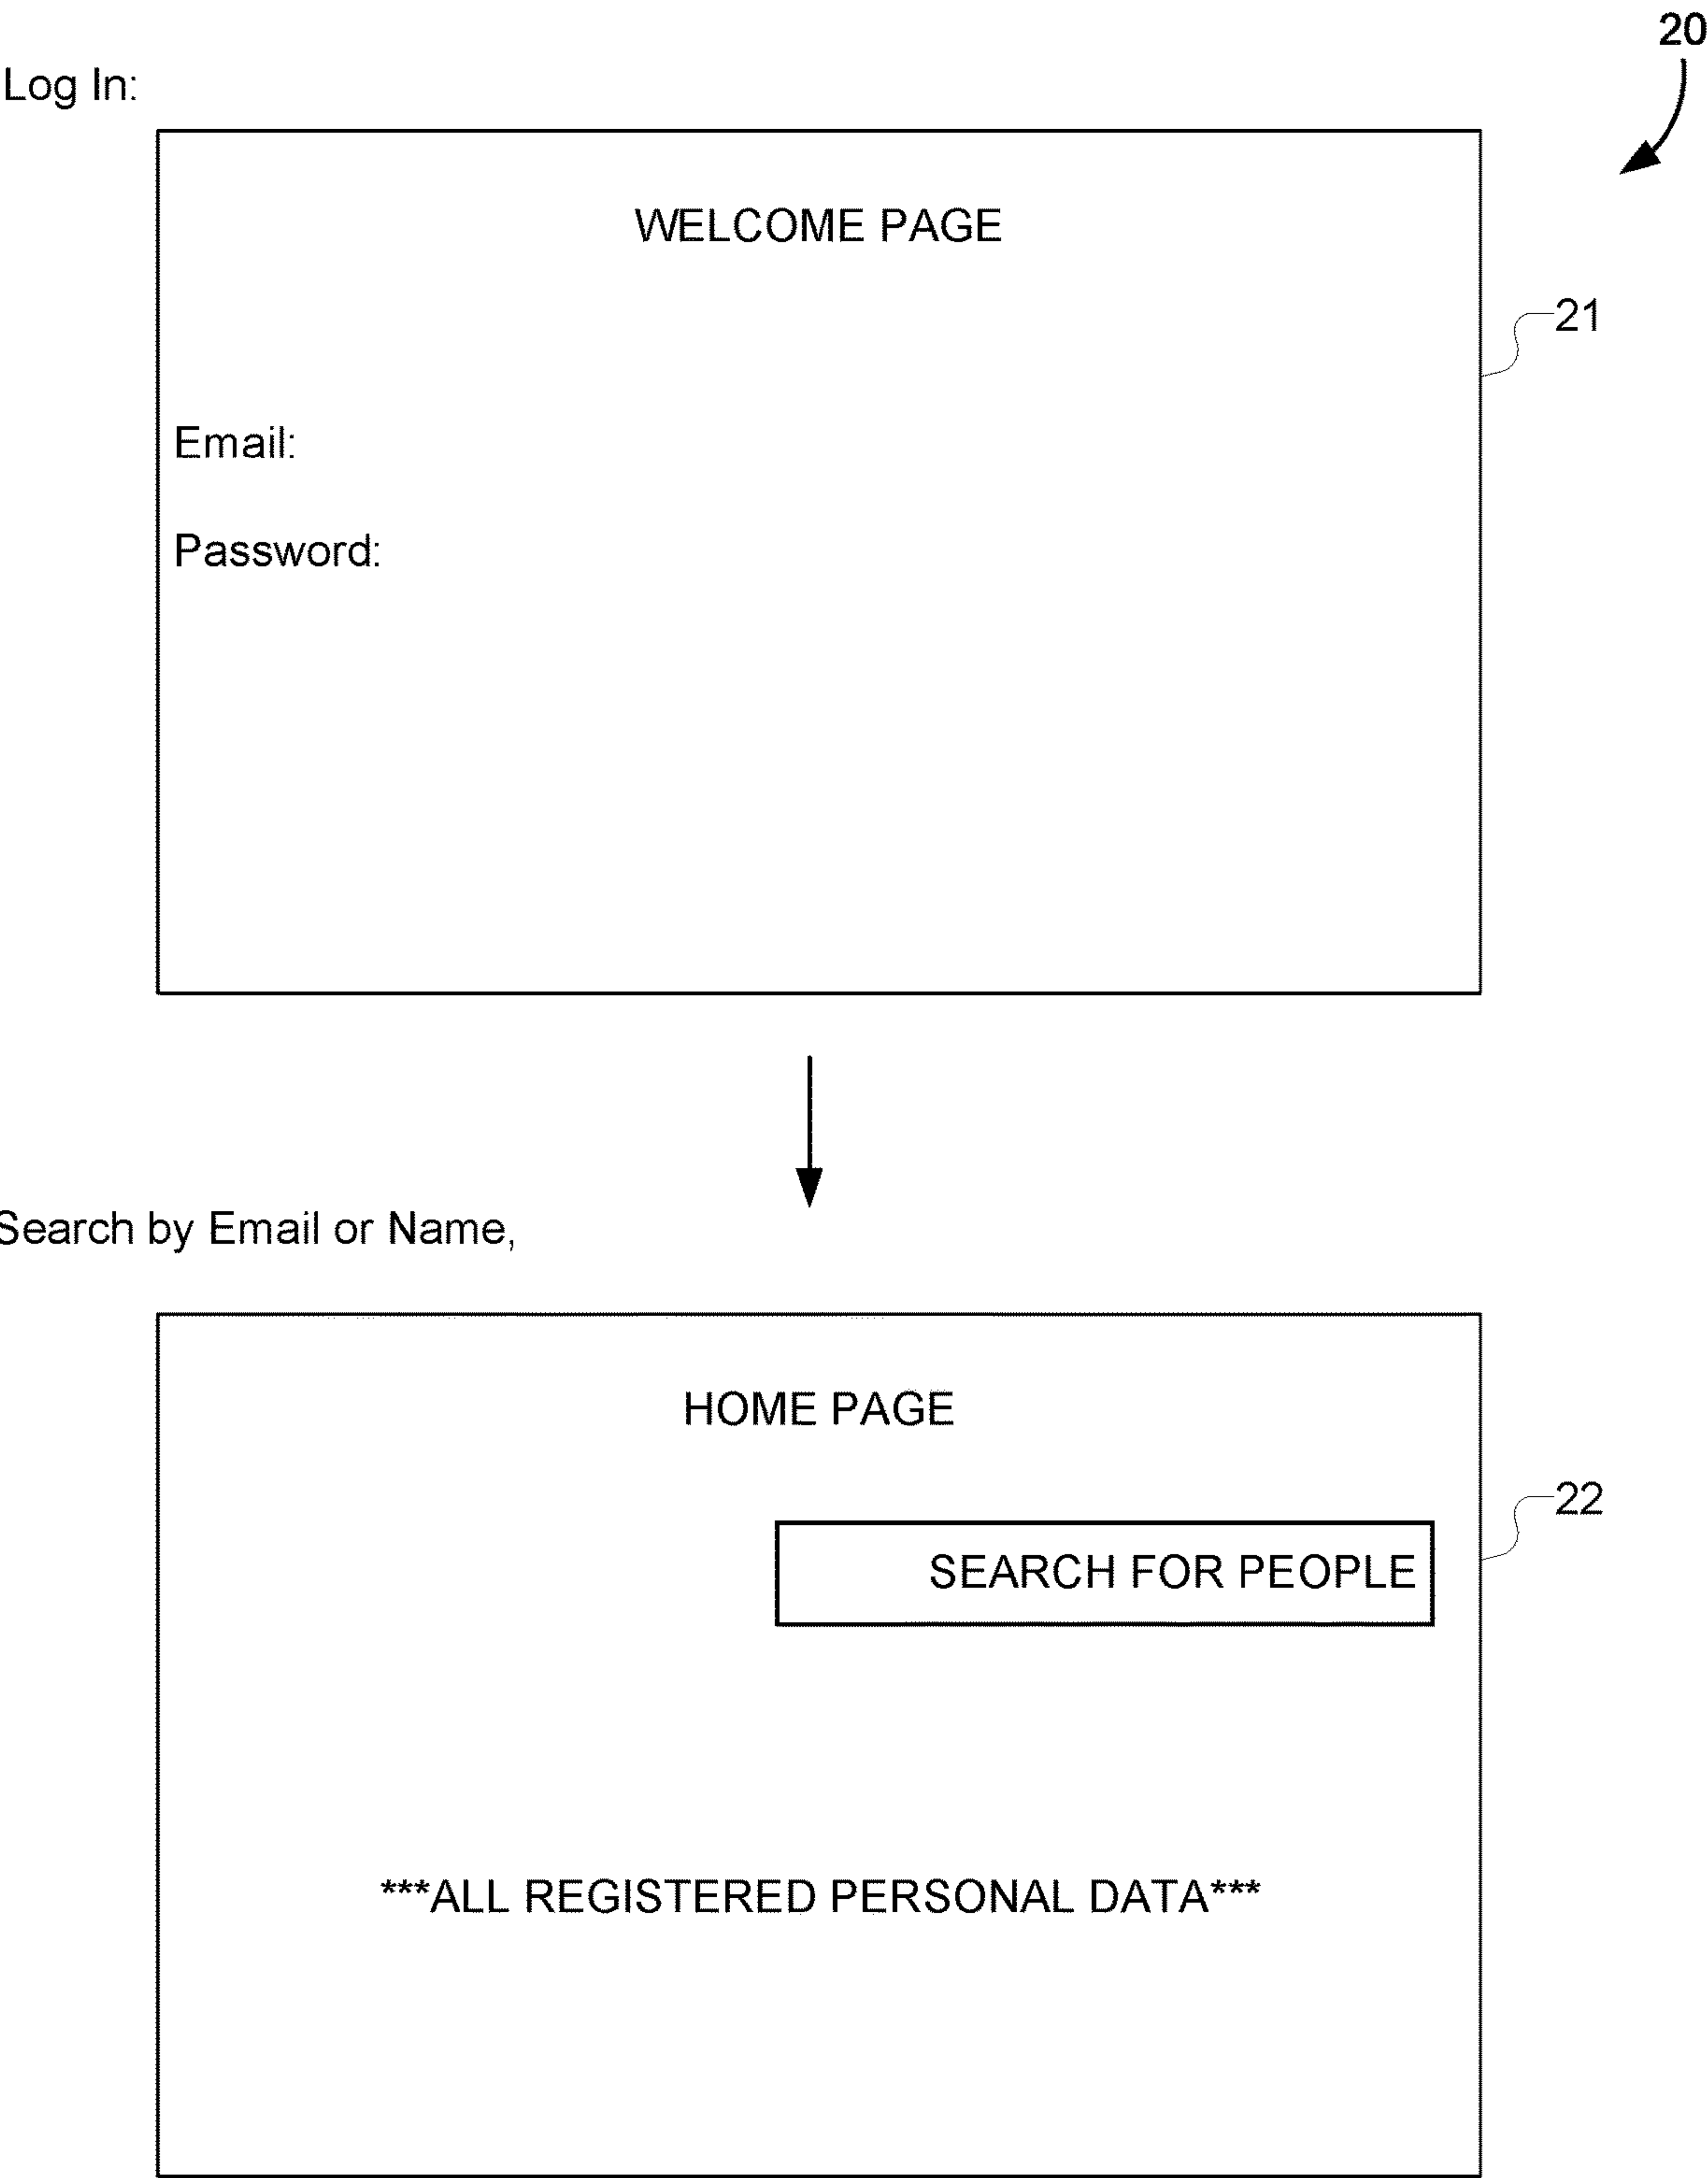 20
Log In:
WELCOME PAGE
21
Email:
Password:
Search by Email or Name,
HOME PAGE
22
SEARCH FOR PEOPLE
***ALL REGISTERED PERSONAL DATA***